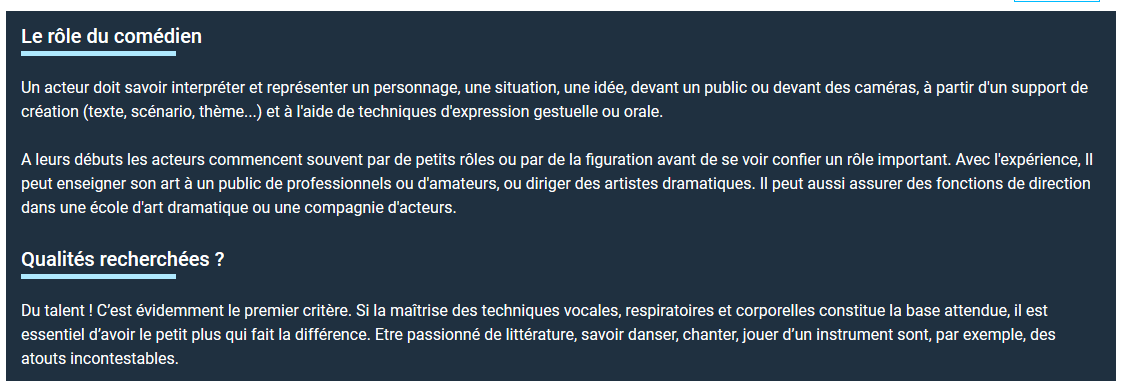 Le rôle du comédien
Un acteur doit savoir interpréter et représenter un personnage, une situation, une idée, devant un public ou devant des caméras, à partir d'un support de
création (texte, scénario, thème...) et à l'aide de techniques d'expression gestuelle ou orale.
A leurs débuts les acteurs commencent souvent par de petits rôles ou par de la figuration avant de se voir confier un rôle important. Avec l'expérience, Il
peut enseigner son art à un public de professionnels ou d'amateurs, ou diriger des artistes dramatiques. Il peut aussi assurer des fonctions de direction
dans une école d'art dramatique ou une compagnie d'acteurs.
Qualités recherchées ?
Du talent ! C’est évidemment le premier critère. Si la maîtrise des techniques vocales, respiratoires et corporelles constitue la base attendue, il est
essentiel d’avoir le petit plus qui fait la différence. Etre passionné de littérature, savoir danser, chanter, jouer d’un instrument sont, par exemple, des
atouts incontestables.